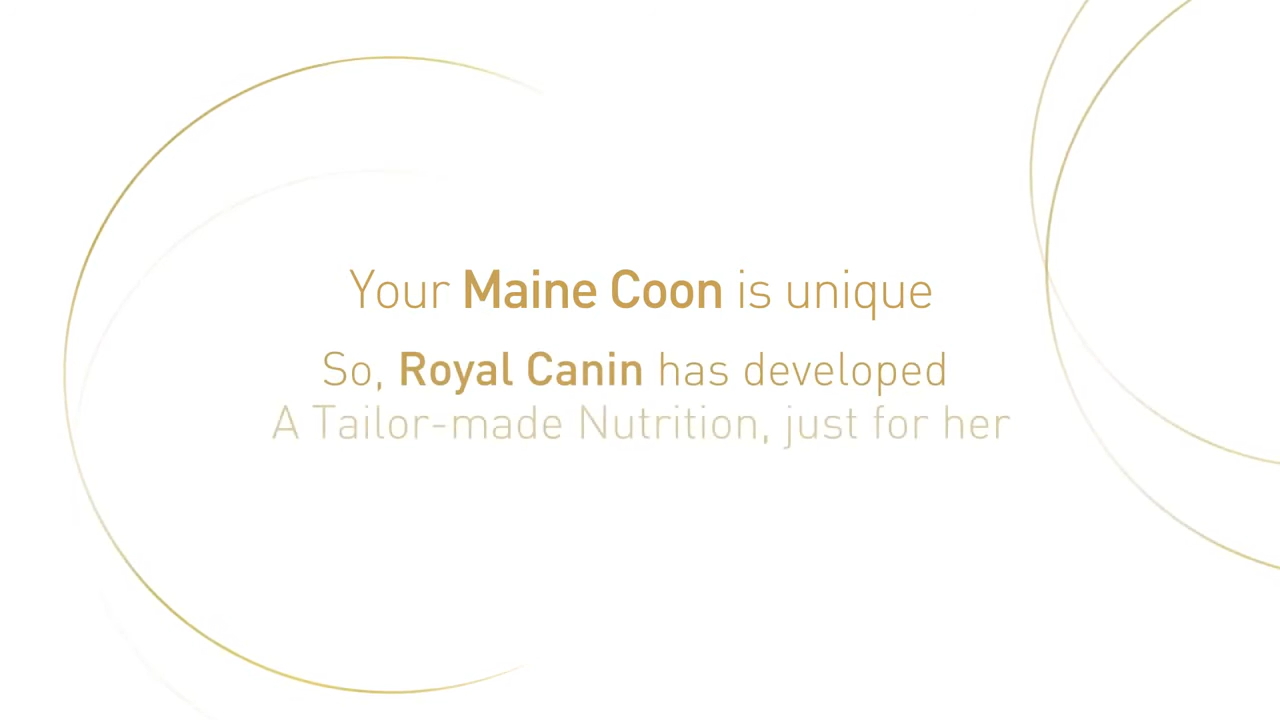 Your Maine Coon is unique
So, Royal Canin has developed
A Tailor-made Nutrition, just for her